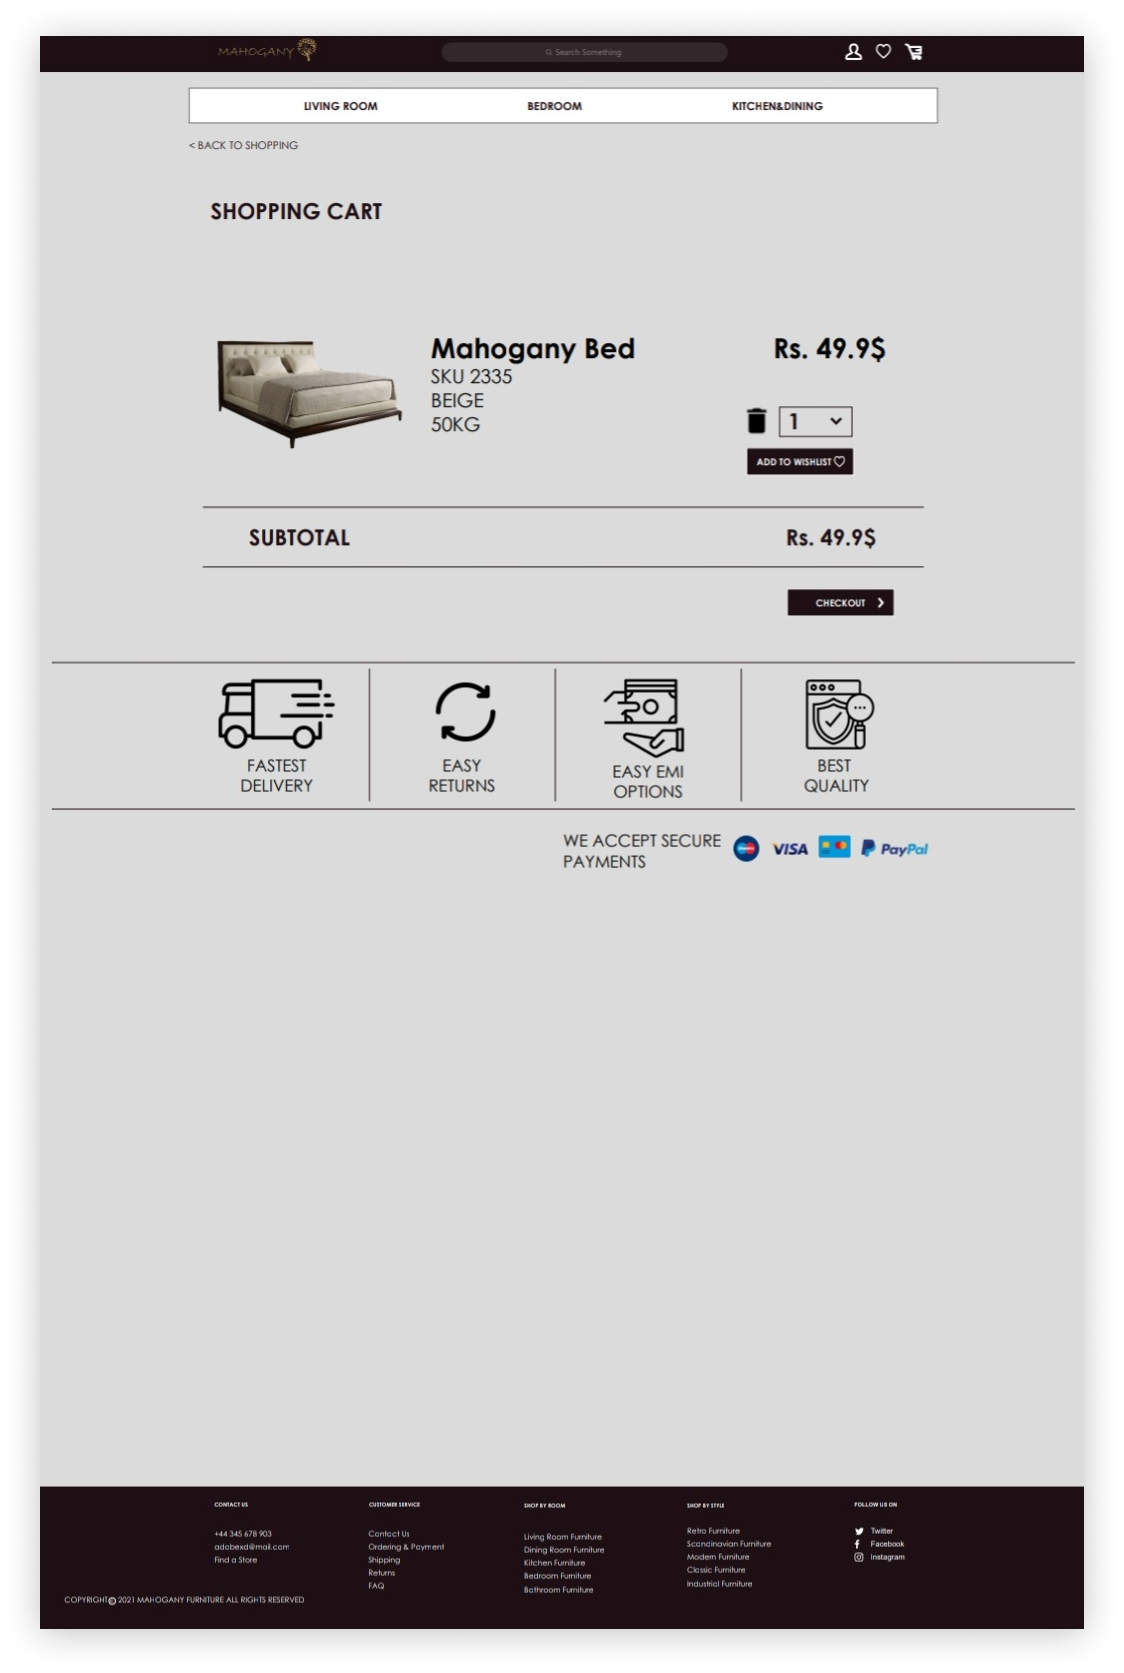 MAHOGANY
Search Something
LIVING ROOM
BEDROOM
KITCHEN&DINING
< BACK TO SHOPPING
SHOPPING CART
Mahogany Bed
SKU 2335
BEIGE
50KG
Rs. 49.9$
1
ADD TO WISHLIST
SUBTOTAL
Rs. 49.9$
CHECKOUT
FASTEST
DELIVERY
EASY
RETURNS
EASY EMI
OPTIONS
BEST
QUALITY
WE ACCEPT SECURE
PAYMENTS
VISA
PayPal
CONTACT US
+44 345 678 903
adobexd@mail.com
Find a Store
CUSTOMER SERVICE
Contact Us
Ordering & Payment
Shipping
Returns
FAQ
SHOP BY ROOM
Living Room Furniture
Dining Room Furniture
Kitchen Furniture
Bedroom Furniture
Bathroom Furniture
SHOP BY STYLE
Retro Furniture
Scandinavian Furniture
Modern Furniture
Classic Furniture
Industrial Furniture
FOLLOW US ON
Twitter
Facebook
Instagram
COPYRIGHT© 2021 MAHOGANY FURNITURE ALL RIGHTS RESERVED